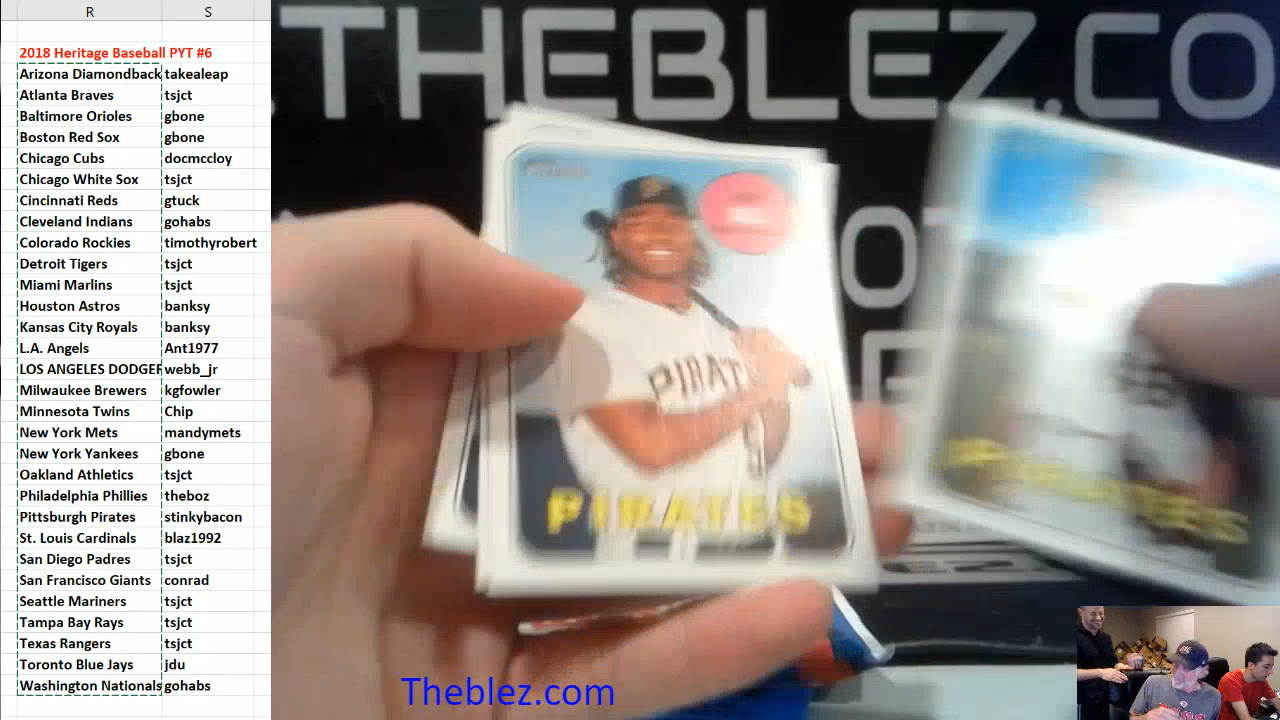 R S
2018 Heritage Baseball PYT #6
Arizona Diamondback takealeap
Atlanta Braves tsjct
Baltimore Orioles gbone
Boston Red Sox gbone
Chicago Cubs docmccloy
Chicago White Sox tsjct
Cincinnati Reds gtuck
Cleveland Indians gohabs
Colorado Rockies timothyrobert
Detroit Tigers tsjct
Miami Marlins tsjct
Houston Astros banksy
Kansas City Royals banksy
L.A. Angels Ant1977
LOS ANGELES DODGER webb_jr
Milwaukee Brewers kgfowler
Minnesota Twins Chip
New York Mets mandymets
New York Yankees gbone
Oakland Athletics tsjct
Philadelphia Phillies theboz
Pittsburgh Pirates stinkybacon
St. Louis Cardinals blaz1992
San Diego Padres tsjct
San Francisco Giants conrad
Seattle Mariners tsjct
Tampa Bay Rays tsjct
Texas Rangers tsjct
Toronto Blue Jays jdu
Washington Nationals gohabs
.THEBLEZ.CO
PIRAT
PIRATES
PIRATES
Theblez.com